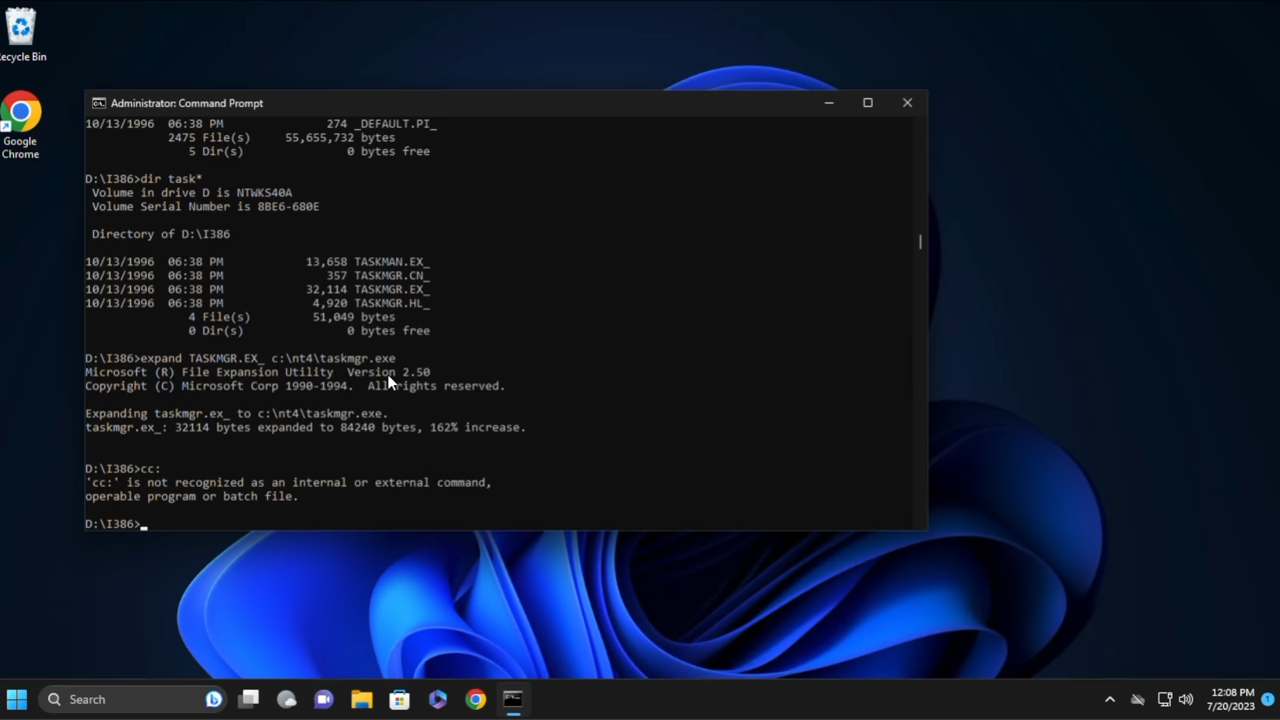 Recycle Bin
Google
Chrome
Administrator: Command Prompt
10/13/1996  06:38 PM               274 _DEFAULT.PI_
            2475 File(s)     55,655,732 bytes
               5 Dir(s)               0 bytes free
D:\I386>dir task*
 Volume in drive D is NTWKS40A
 Volume Serial Number is 8BE6-680E
 Directory of D:\I386
10/13/1996  06:38 PM            13,658 TASKMAN.EX_
10/13/1996  06:38 PM               357 TASKMGR.CN_
10/13/1996  06:38 PM            32,114 TASKMGR.EX_
10/13/1996  06:38 PM             4,920 TASKMGR.HL_
               4 File(s)         51,049 bytes
               0 Dir(s)               0 bytes free
D:\I386>expand TASKMGR.EX_ c:\nt4\taskmgr.exe
Microsoft (R) File Expansion Utility  Version 2.50
Copyright (C) Microsoft Corp 1990-1994.  All rights reserved.
Expanding taskmgr.ex_ to c:\nt4\taskmgr.exe.
taskmgr.ex_: 32114 bytes expanded to 84240 bytes, 162% increase.
D:\I386>cc:
'cc:' is not recognized as an internal or external command,
operable program or batch file.
D:\I386>
Search
12:08 PM
7/20/2023
1